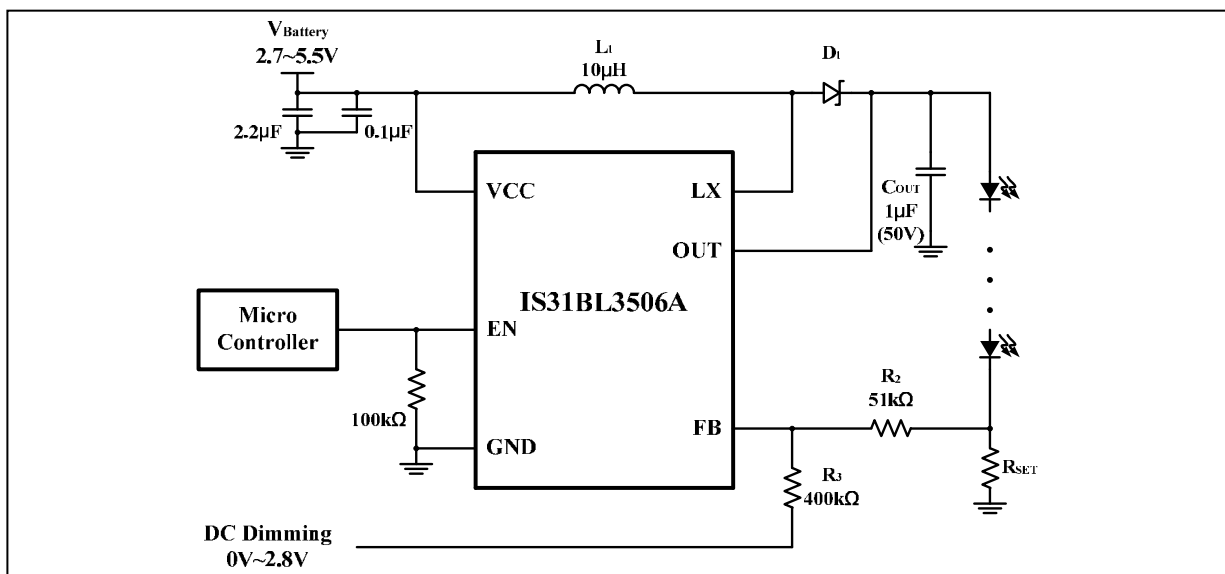 VBattery
2.7~5.5V
2.2μF
0.1μF
L1
10μH
D1
VCC
LX
COUT
1μF
(50V)
OUT
IS31BL3506A
Micro
Controller
EN
100kΩ
GND
FB
R2
51kΩ
RSET
R3
400kΩ
DC Dimming
0V~2.8V